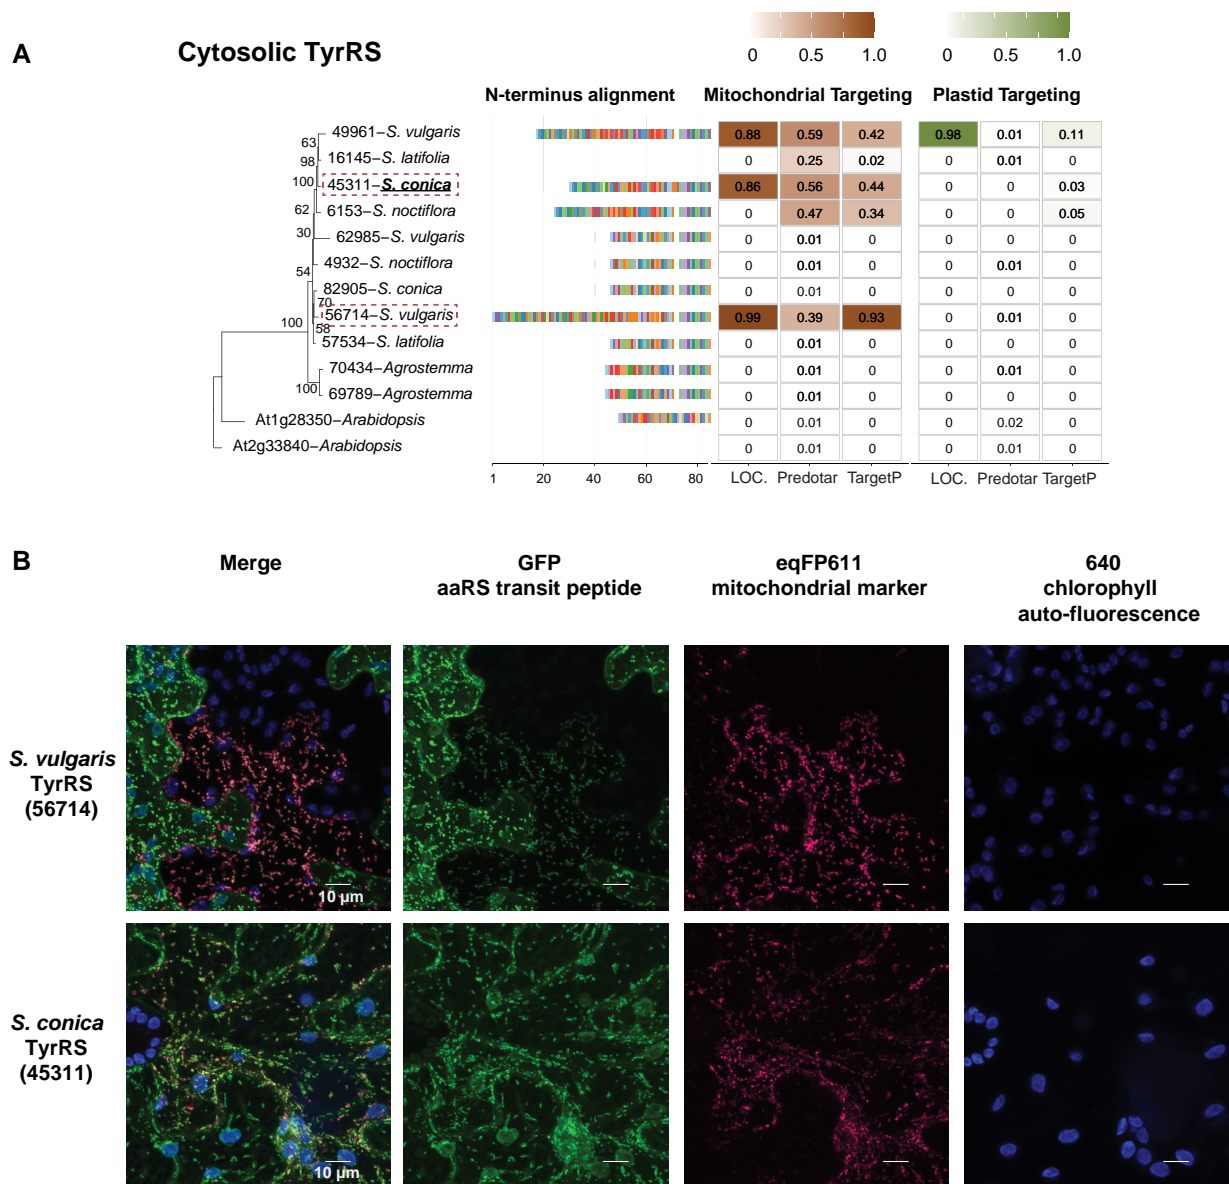 A
Cytosolic TyrRS
0 0.5 1.0
0 0.5 1.0
N-terminus alignment Mitochondrial Targeting Plastid Targeting
49961–S. vulgaris 0.88 0.59 0.42 0.98 0.01 0.11
63
16145–S. latifolia 0 0.25 0.02 0 0.01 0
98
100 45311–S. conica 0.86 0.56 0.44 0 0 0.03
62 6153–S. noctiflora 0 0.47 0.34 0 0 0.05
30 62985–S. vulgaris 0 0.01 0 0 0 0
54 4932–S. noctiflora 0 0.01 0 0 0.01 0
82905–S. conica 0 0.01 0 0 0 0
70
100 56714–S. vulgaris 0.99 0.39 0.93 0 0.01 0
58
57534–S. latifolia 0 0.01 0 0 0 0
70434–Agrostemma 0 0.01 0 0 0.01 0
100 69789–Agrostemma 0 0.01 0 0 0 0
At1g28350–Arabidopsis 0 0.01 0 0 0.02 0
At2g33840–Arabidopsis 0 0.01 0 0 0.01 0
1 20 40 60 80 LOC. Predotar TargetP LOC. Predotar TargetP
B
Merge
GFP
aaRS transit peptide
eqFP611
mitochondrial marker
640
chlorophyll
auto-fluorescence
S. vulgaris
TyrRS
(56714)
10 µm
S. conica
TyrRS
(45311)
10 µm